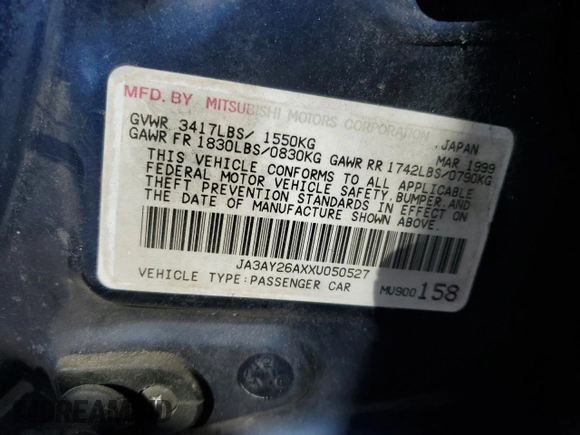 MFD. BY MITSUBISHI MOTORS CORPORATION, JAPAN
GVWR 3417LBS/ 1550KG MAR 1999
GAWR FR 1830LBS/0830KG GAWR RR 1742LBS/0790KG
THIS VEHICLE CONFORMS TO ALL APPLICABLE
FEDERAL MOTOR VEHICLE SAFETY, BUMPER, AND
THEFT PREVENTION STANDARDS IN EFFECT ON
THE DATE OF MANUFACTURE SHOWN ABOVE.
JA3AY26AXXU050527
VEHICLE TYPE:PASSENGER CAR MU900158